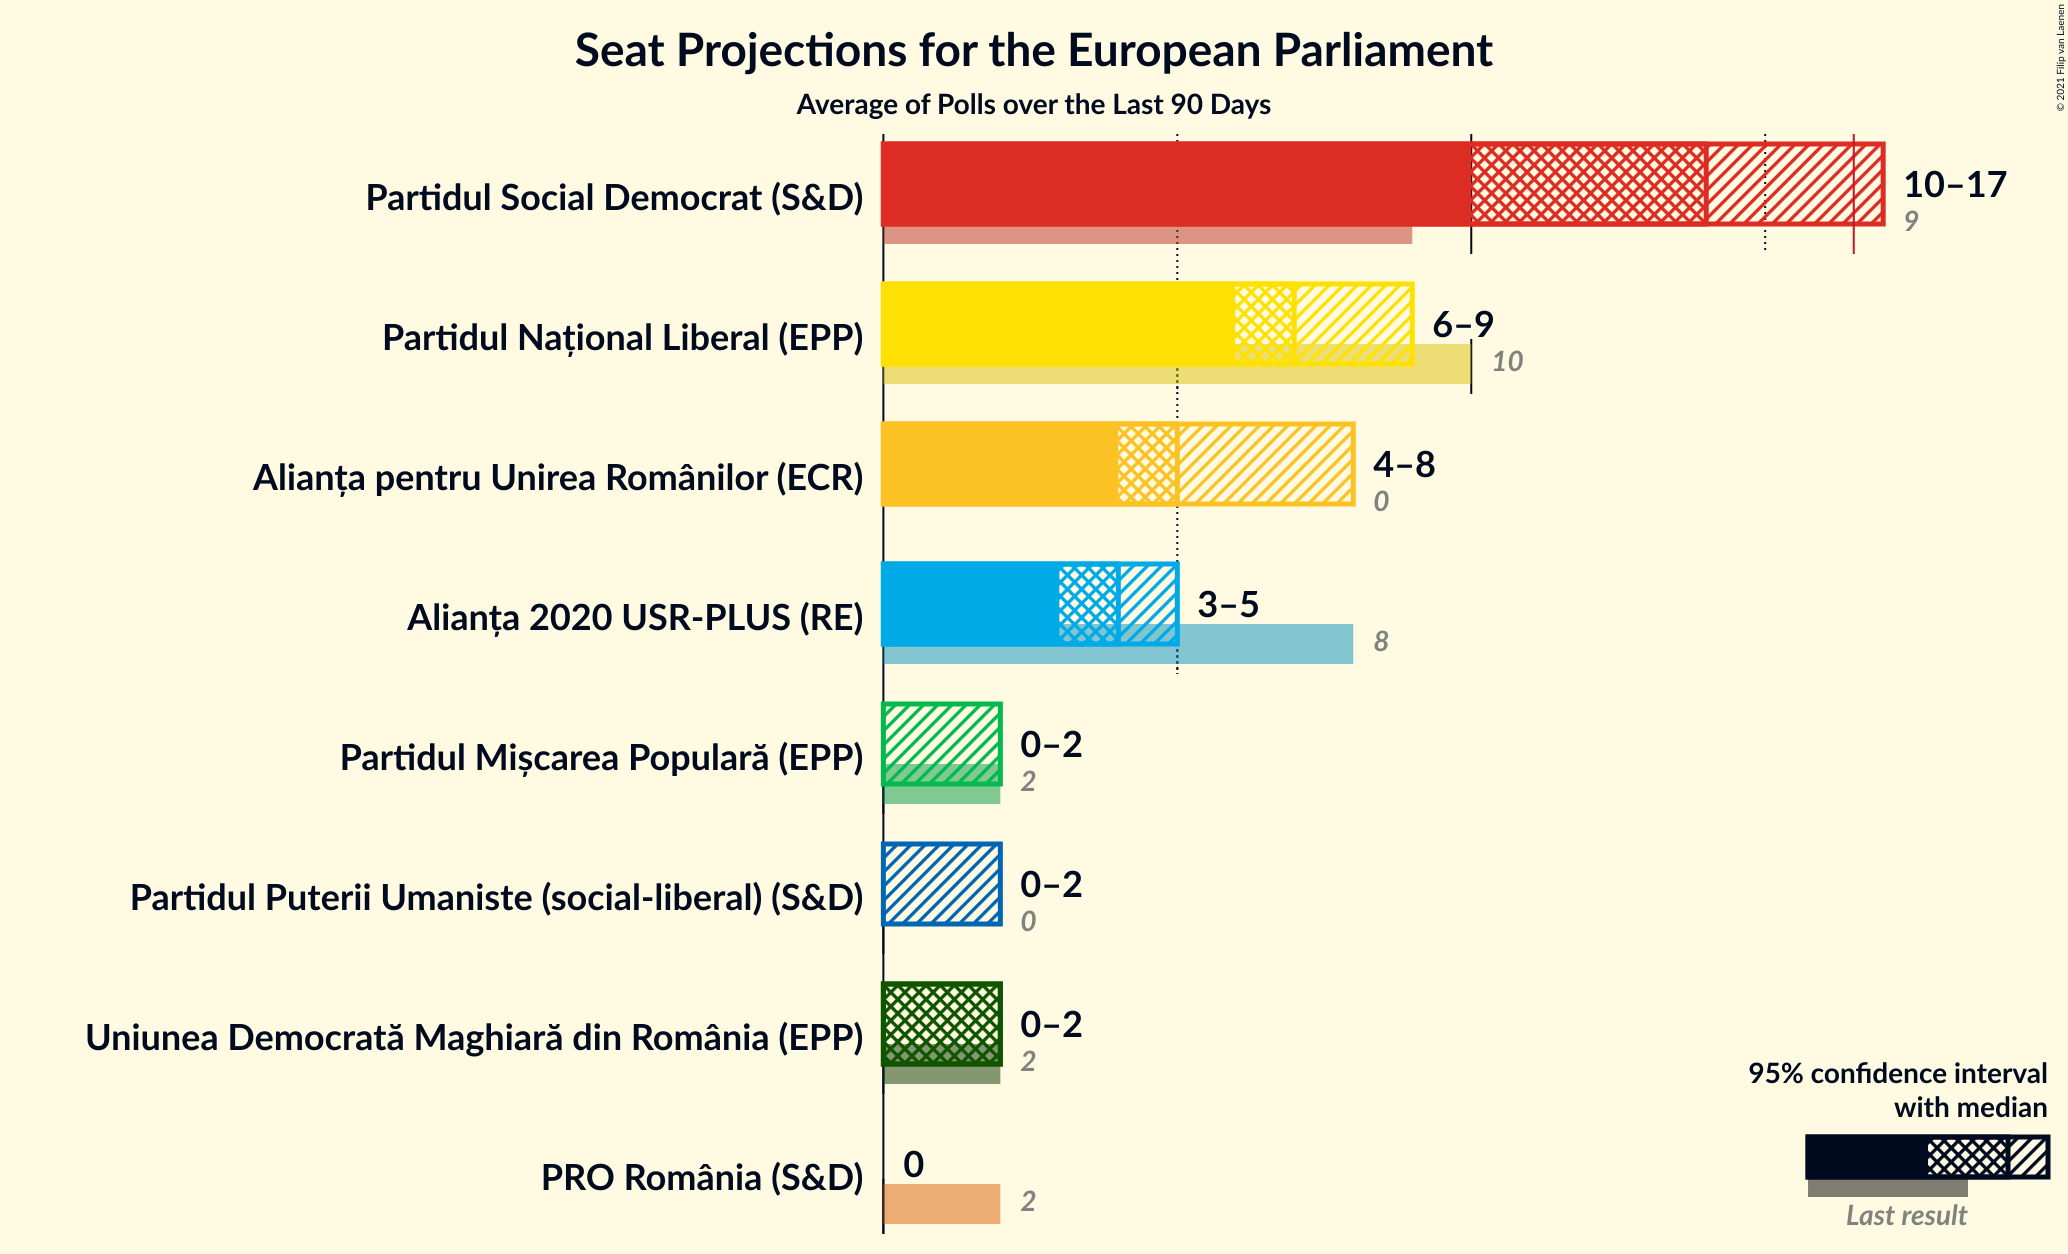 Seat Projections for the European Parliament
Average of Polls over the Last 90 Days
© 2021 Filip van Laenen
Partidul Social Democrat (S&D)
10–17
9
Partidul Național Liberal (EPP)
6–9
10
Alianța pentru Unirea Românilor (ECR)
4–8
0
Alianța 2020 USR-PLUS (RE)
3–5
8
Partidul Mișcarea Populară (EPP)
0–2
2
Partidul Puterii Umaniste (social-liberal) (S&D)
0–2
0
Uniunea Democrată Maghiară din România (EPP)
0–2
2
PRO România (S&D)
0
2
95% confidence interval
with median
Last result